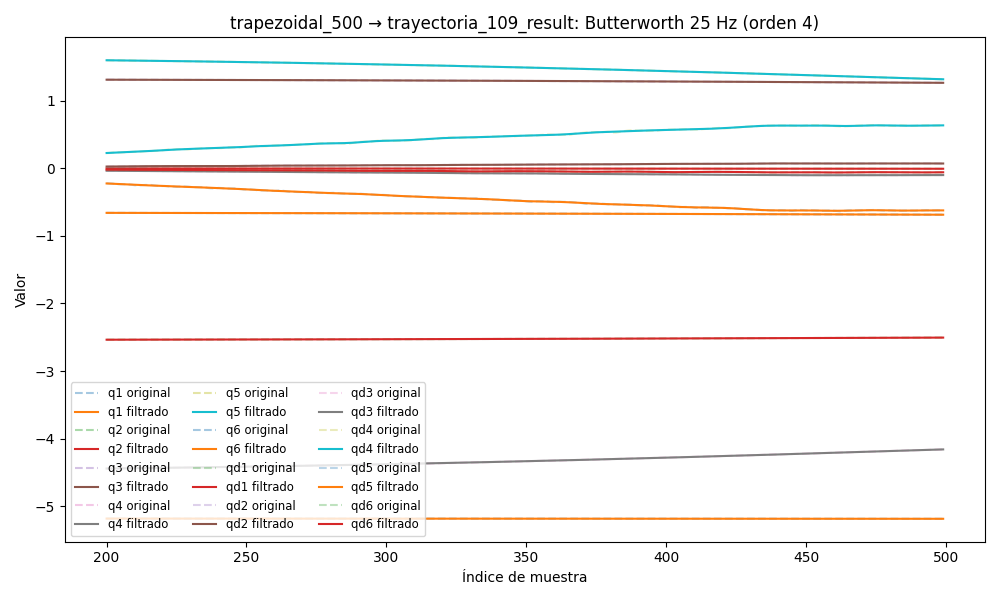 trapezoidal_500 → trayectoria_109_result: Butterworth 25 Hz (orden 4)
Valor
1
0
−1
−2
−3
−4
−5
q1 original
q1 filtrado
q2 original
q2 filtrado
q3 original
q3 filtrado
q4 original
q4 filtrado
q5 original
q5 filtrado
q6 original
q6 filtrado
qd1 original
qd1 filtrado
qd2 original
qd2 filtrado
qd3 original
qd3 filtrado
qd4 original
qd4 filtrado
qd5 original
qd5 filtrado
qd6 original
qd6 filtrado
200
250
300
350
400
450
500
Índice de muestra